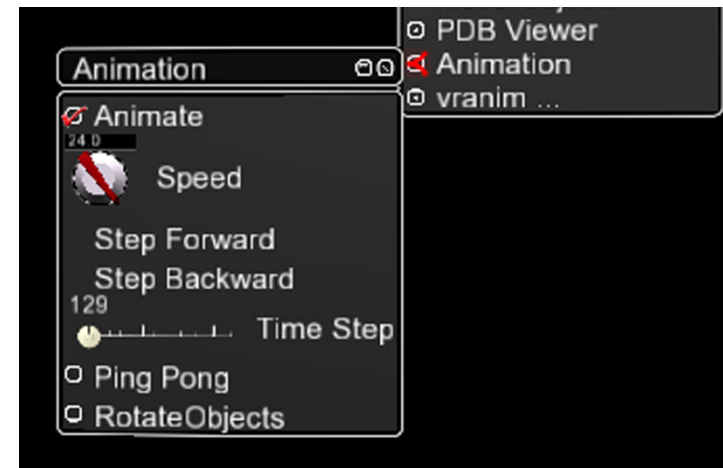 PDB Viewer
Animation
Animation
vranim ...
Animate
24.0
Speed
Step Forward
Step Backward
129
Time Step
Ping Pong
RotateObjects